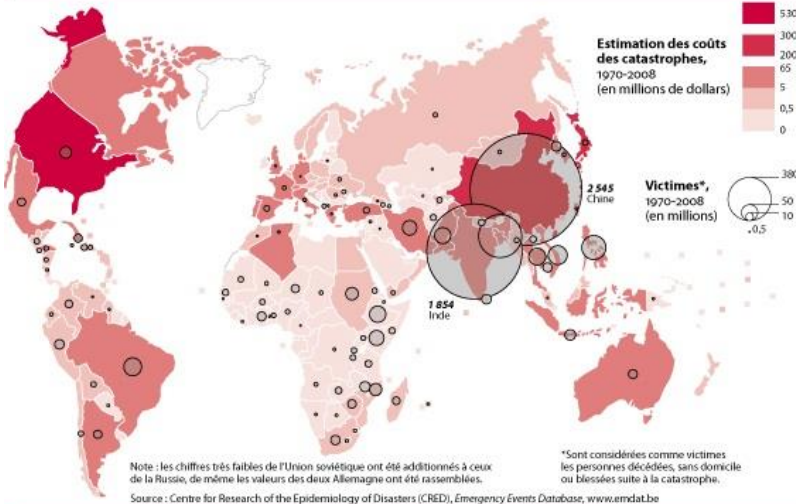 Estimation des coûts
des catastrophes,
1970-2008
(en millions de dollars)
530
300
200
65
5
0,5
0
Victimes*,
1970-2008
(en millions)
380
50
10
0,5
2 545
Chine
1 854
Inde
Note : les chiffres très faibles de l'Union soviétique ont été additionnés à ceux
de la Russie, de même les valeurs des deux Allemagne ont été rassemblées.
*Sont considérées comme victimes
les personnes décédées, sans domicile
ou blessées suite à la catastrophe.
Source : Centre for Research of the Epidemiology of Disasters (CRED), Emergency Events Database, www.emdat.be